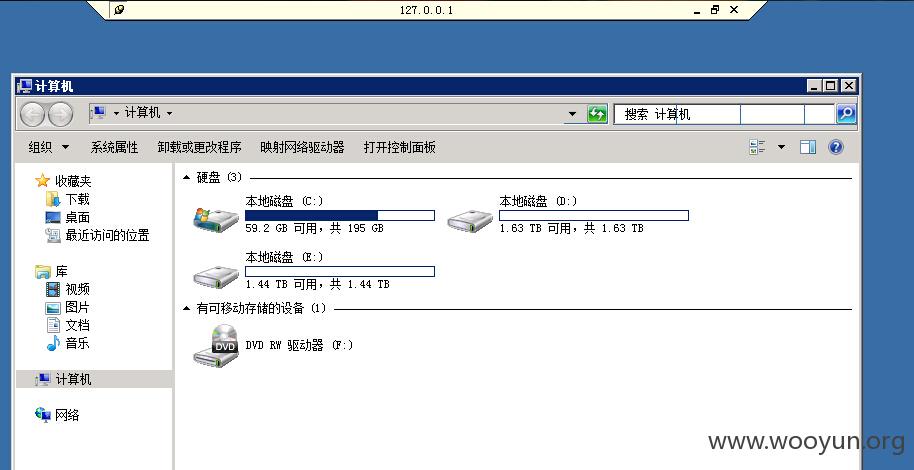 127.0.0.1
计算机
计算机
搜索 计算机
组织 系统属性 卸载或更改程序 映射网络驱动器 打开控制面板
收藏夹
下载
桌面
最近访问的位置
库
视频
图片
文档
音乐
计算机
网络
硬盘 (3)
本地磁盘 (C:)
59.2 GB 可用，共 195 GB
本地磁盘 (D:)
1.63 TB 可用，共 1.63 TB
本地磁盘 (E:)
1.44 TB 可用，共 1.44 TB
有可移动存储的设备 (1)
DVD
DVD RW 驱动器 (F:)
www.wooyun.org